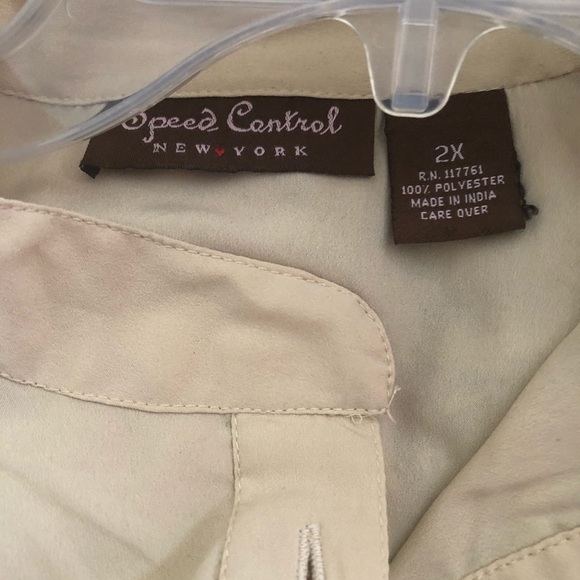 Speed Control
NEW YORK
2X
R.N. 117761
100% POLYESTER
MADE IN INDIA
CARE OVER